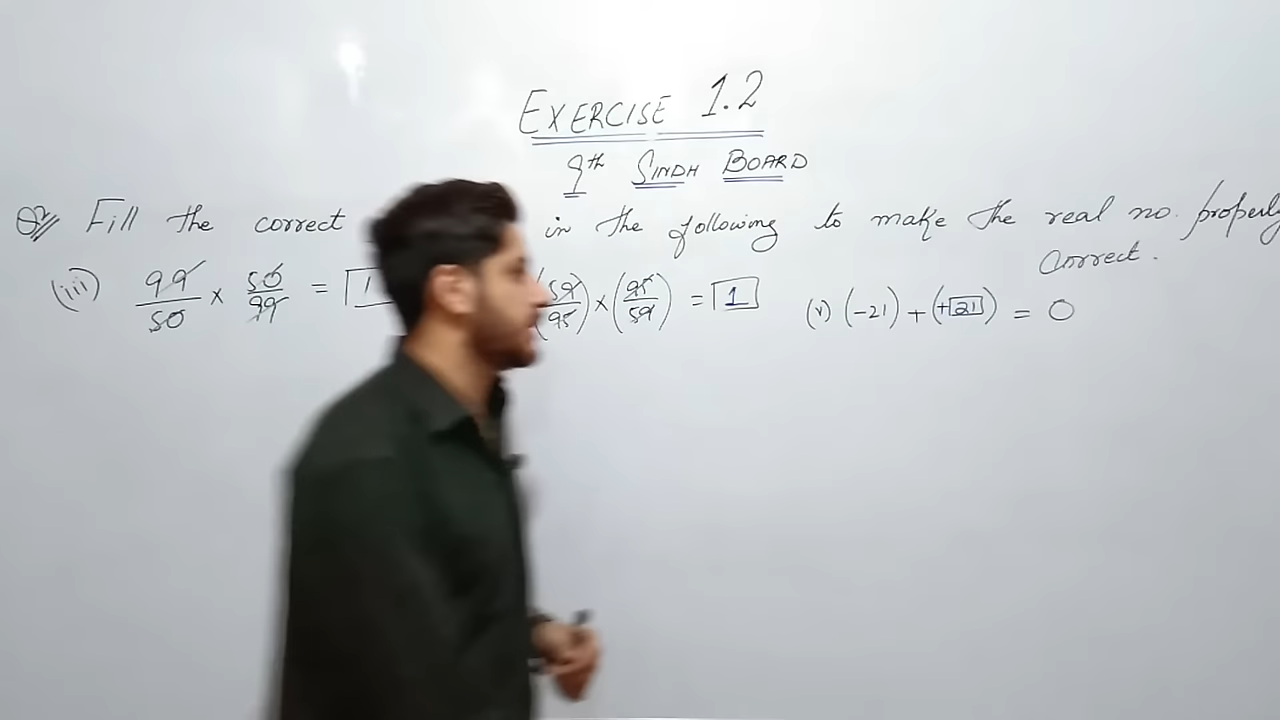 EXERCISE 1.2
9th SINDH BOARD
Q2 Fill the correct in the following to make the real no. properly
correct.
(iii) 99/50 × 50/99 = 1 (59/95) × (95/59) = 1 (v) (-21) + (+21) = 0